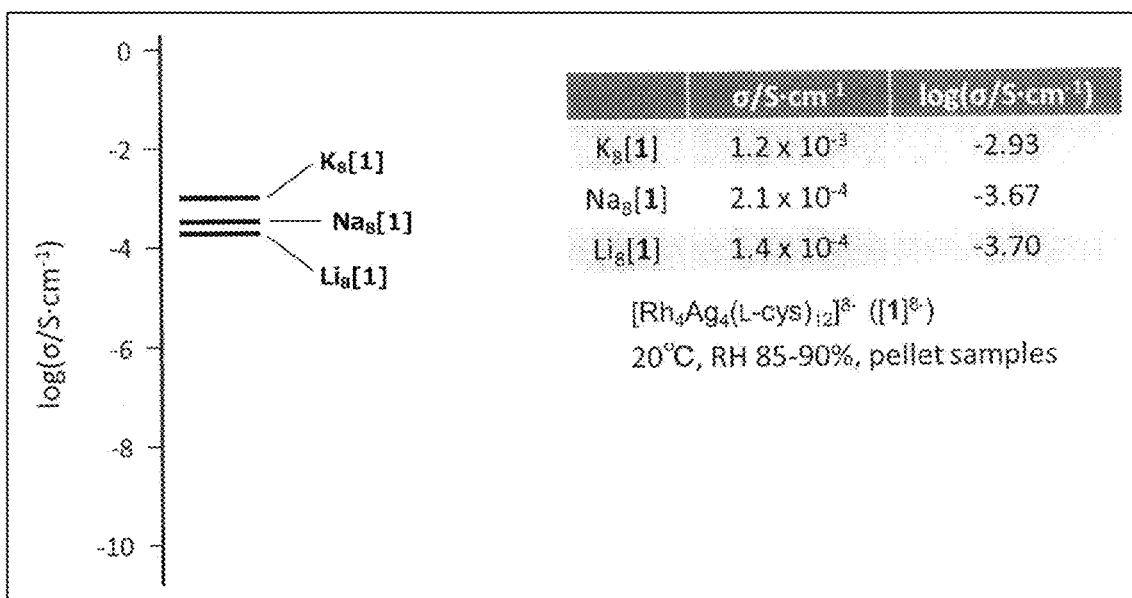 0
-2
-4
-6
-8
-10
log(σ/S·cm⁻¹)
K₈[1]
Na₈[1]
Li₈[1]
σ/S·cm⁻¹ log(σ/S·cm⁻¹)
K₈[1] 1.2 x 10⁻³ -2.93
Na₈[1] 2.1 x 10⁻⁴ -3.67
Li₈[1] 1.4 x 10⁻⁴ -3.70
[Rh₄Ag₄(L-cys)₁₂]⁸⁻ ([1]⁸⁻)
20℃, RH 85-90%, pellet samples